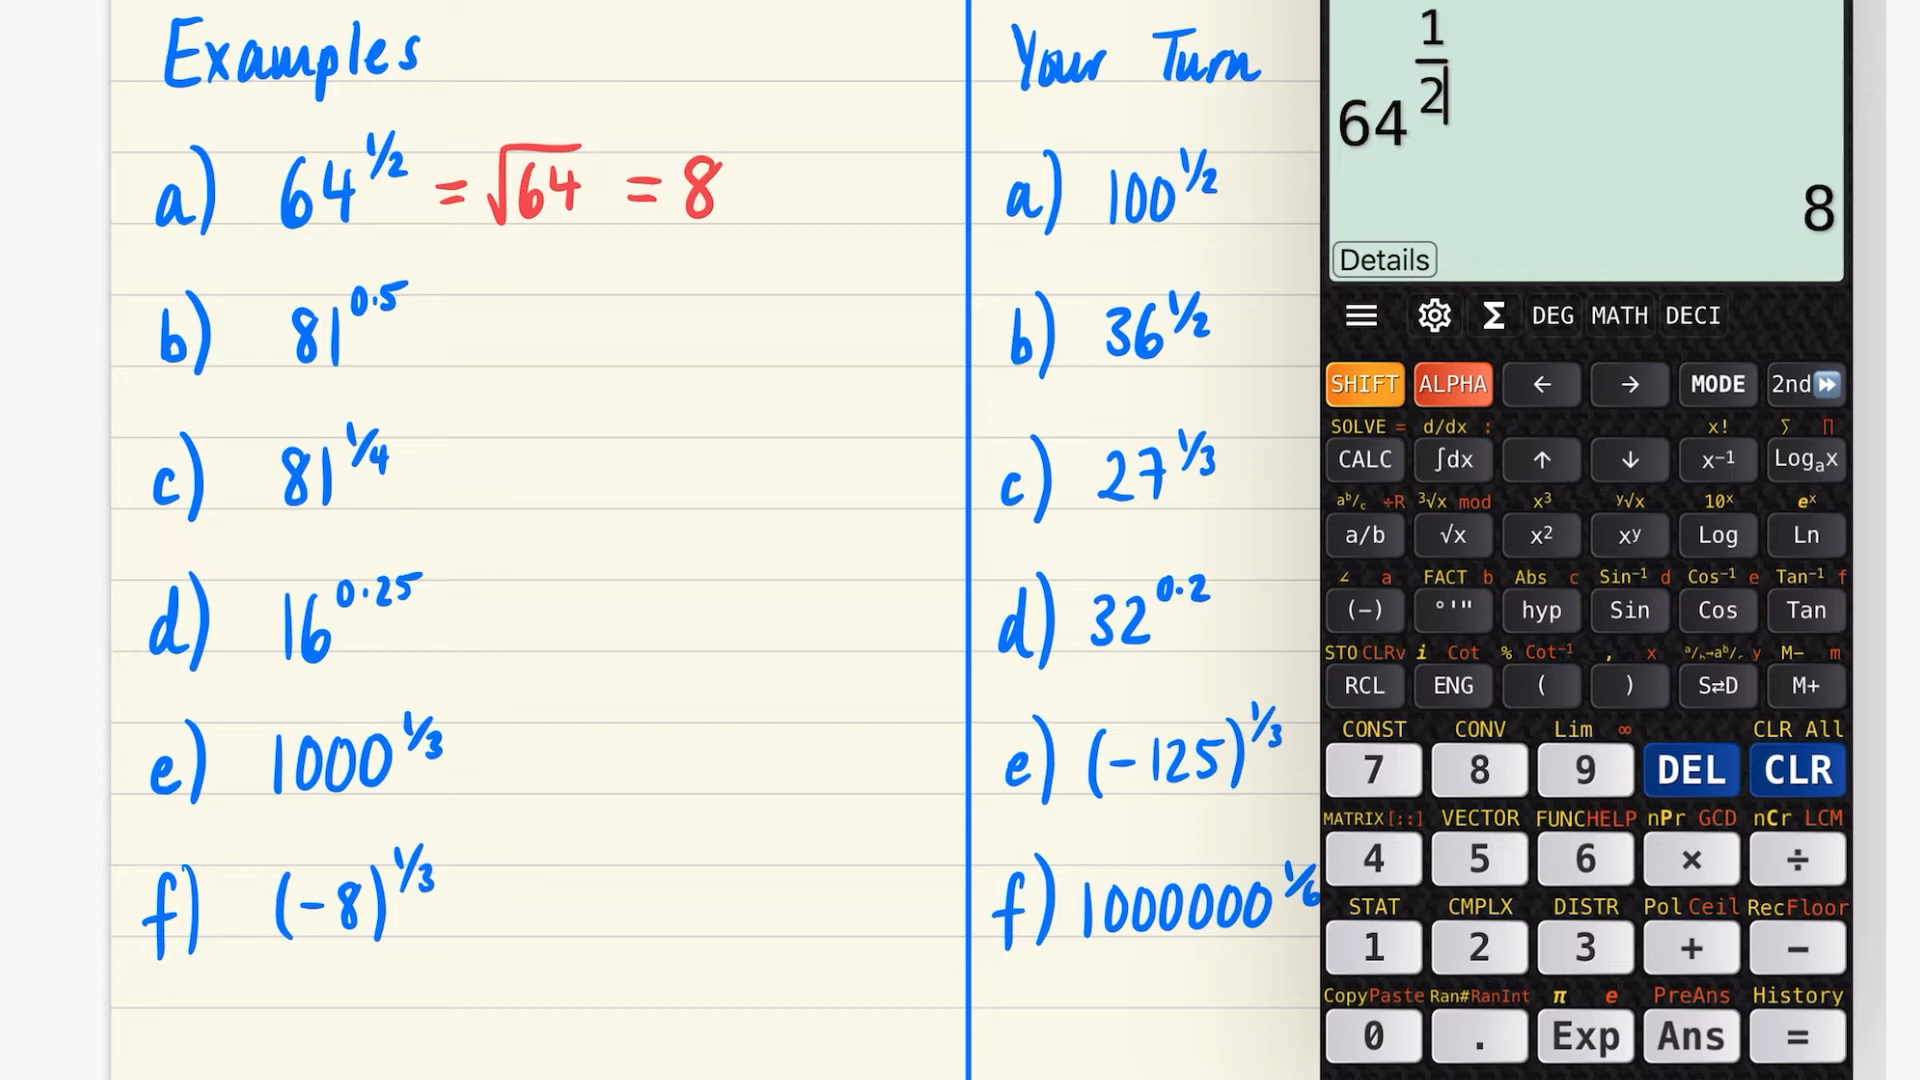 Examples
a) 64^1/2 = √64 = 8
b) 81^0.5
c) 81^1/4
d) 16^0.25
e) 1000^1/3
f) (-8)^1/3
Your Turn
a) 100^1/2
b) 36^1/2
c) 27^1/3
d) 32^0.2
e) (-125)^1/3
f) 1000000^1/6
64^1/2
8
Details
DEG MATH DECI
SHIFT ALPHA ← → MODE 2nd
SOLVE = d/dx : x! ∑ ∏
CALC ∫dx ↑ ↓ x⁻¹ Logₐx
aᵇ/c ÷R ³√x mod x³ ʸ√x 10ˣ eˣ
a/b √x x² xʸ Log Ln
∠ a FACT b Abs c Sin⁻¹ d Cos⁻¹ e Tan⁻¹ f
(−) °'" hyp Sin Cos Tan
STO CLRv i Cot % Cot⁻¹ , x y M− m
RCL ENG ( ) S⇄D M+
CONST CONV Lim ∞ CLR All
7 8 9 DEL CLR
MATRIX[::] VECTOR FUNC HELP nPr GCD nCr LCM
4 5 6 × ÷
STAT CMPLX DISTR Pol Ceil Rec Floor
1 2 3 + −
Copy Paste Ran# RanInt π e PreAns History
0 . Exp Ans =